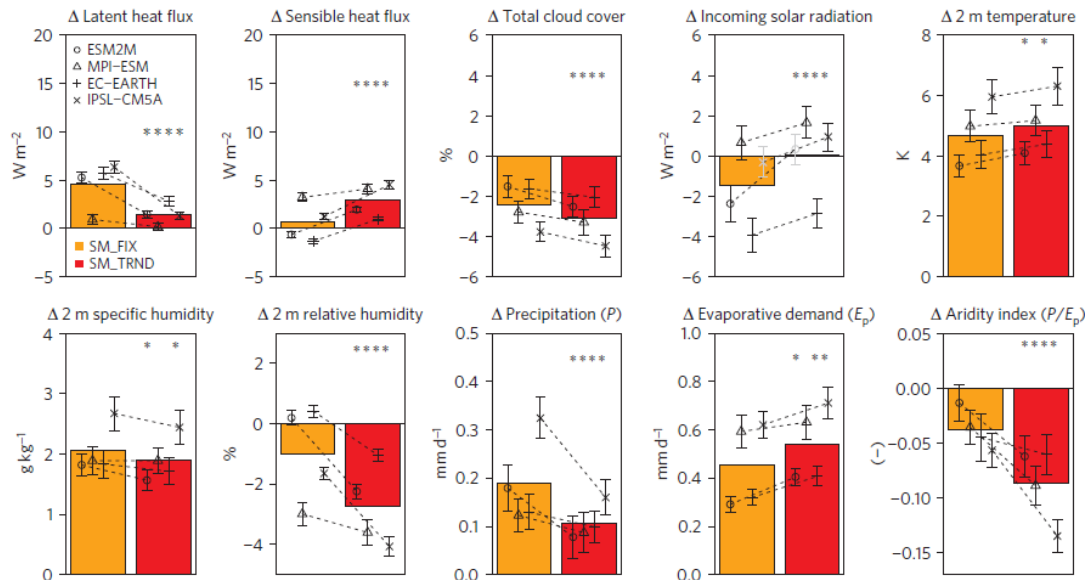 Δ Latent heat flux
20
15
10
5
0
−5
W m−2
ESM2M
MPI−ESM
EC−EARTH
IPSL−CM5A
* * * *
SM_FIX
SM_TRND
Δ Sensible heat flux
20
15
10
5
0
−5
W m−2
* * * *
Δ Total cloud cover
6
4
2
0
−2
−4
−6
%
* * * *
Δ Incoming solar radiation
6
4
2
0
−2
−4
−6
W m−2
* * * *
Δ 2 m temperature
8
6
4
2
0
K
* *
Δ 2 m specific humidity
4
3
2
1
0
g kg−1
* *
Δ 2 m relative humidity
2
0
−2
−4
%
* * * *
Δ Precipitation (P)
0.5
0.4
0.3
0.2
0.1
0.0
mm d−1
* * * *
Δ Evaporative demand (Ep)
1.0
0.8
0.6
0.4
0.2
0.0
mm d−1
* * *
Δ Aridity index (P/Ep)
0.00
−0.05
−0.10
−0.15
(−)
* * * *